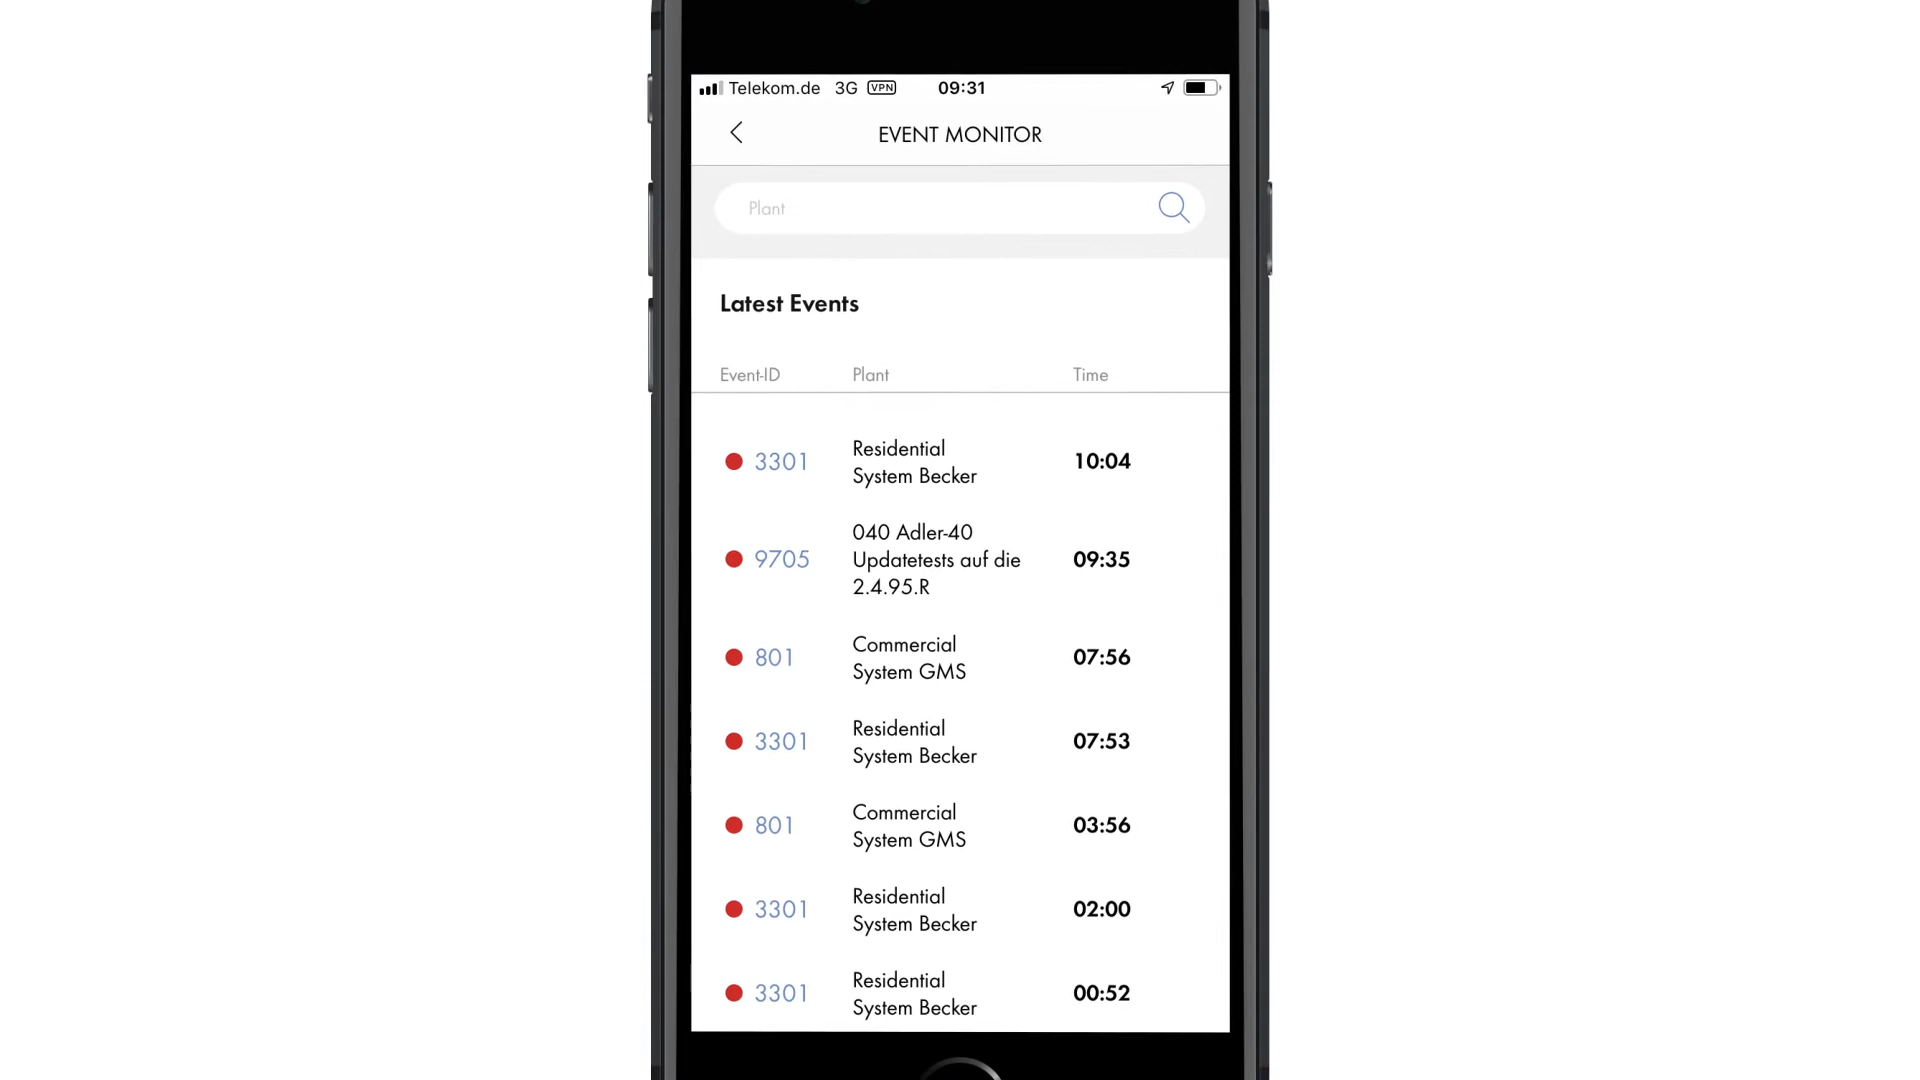 Telekom.de 3G VPN 09:31
EVENT MONITOR
Plant
Latest Events
Event-ID Plant Time
3301 Residential
System Becker 10:04
9705 040 Adler-40
Updatetests auf die
2.4.95.R 09:35
801 Commercial
System GMS 07:56
3301 Residential
System Becker 07:53
801 Commercial
System GMS 03:56
3301 Residential
System Becker 02:00
3301 Residential
System Becker 00:52